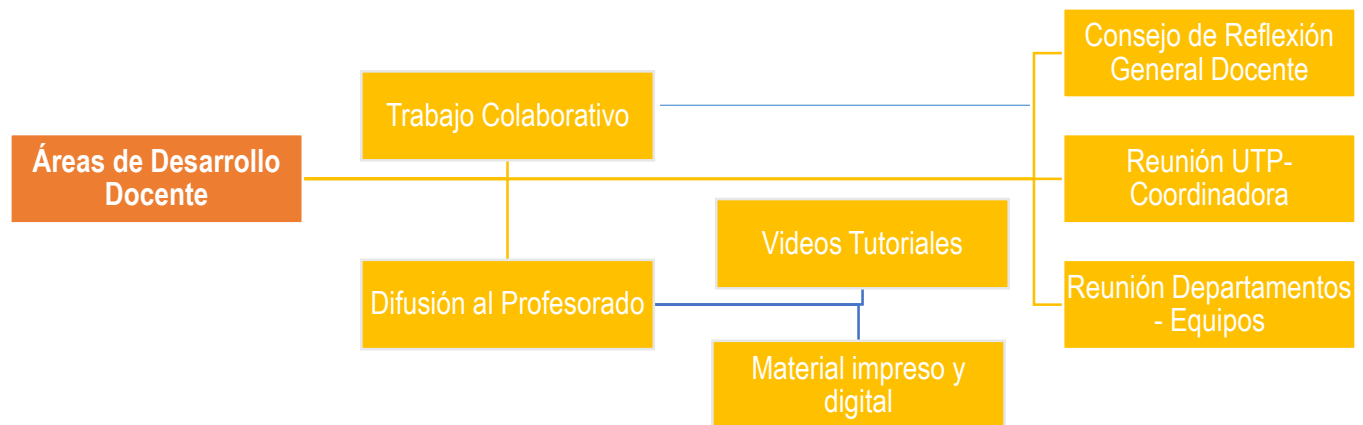 Áreas de Desarrollo
Docente
Trabajo Colaborativo
Difusión al Profesorado
Videos Tutoriales
Material impreso y
digital
Consejo de Reflexión
General Docente
Reunión UTP-
Coordinadora
Reunión Departamentos
- Equipos